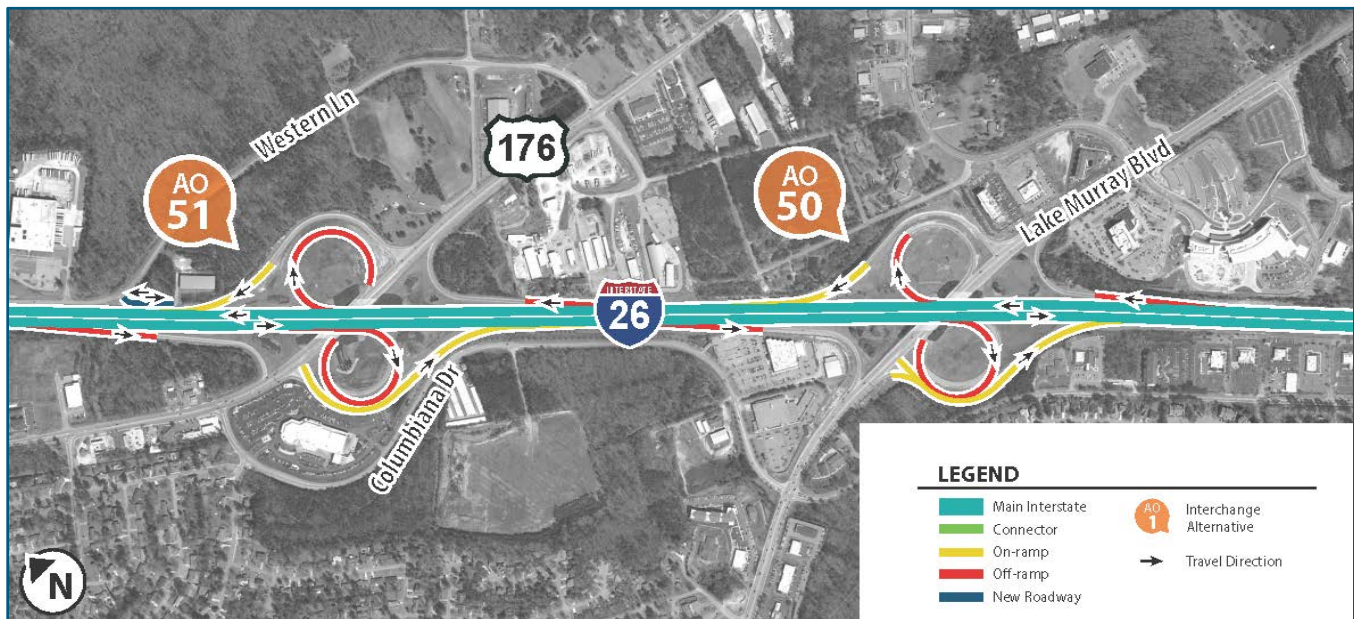 Western Ln
176
AO
51
AO
50
Lake Murray Blvd
INTERSTATE
26
Columbiana Dr
N
LEGEND
Main Interstate
Connector
On-ramp
Off-ramp
New Roadway
AO
1
Interchange
Alternative
Travel Direction